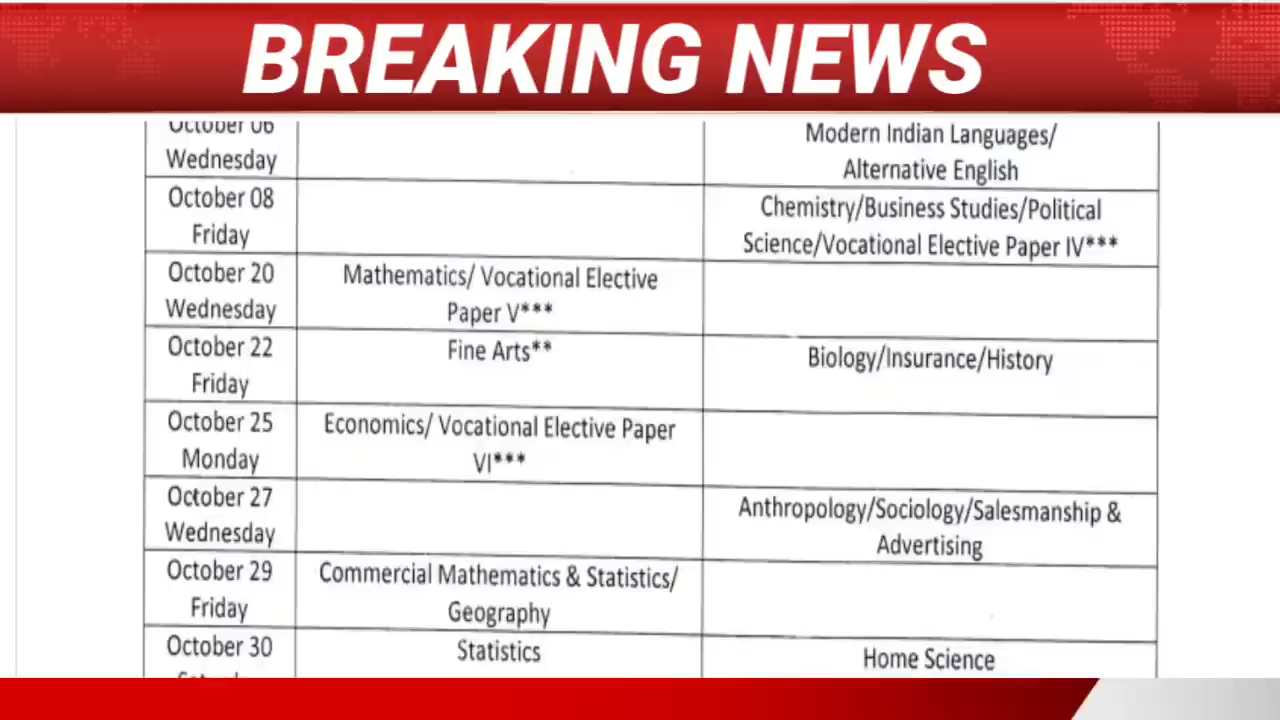 BREAKING NEWS
October 06
Wednesday
Modern Indian Languages/
Alternative English
October 08
Friday
Chemistry/Business Studies/Political
Science/Vocational Elective Paper IV***
October 20
Wednesday
Mathematics/ Vocational Elective
Paper V***
October 22
Friday
Fine Arts**
Biology/Insurance/History
October 25
Monday
Economics/ Vocational Elective Paper
VI***
October 27
Wednesday
Anthropology/Sociology/Salesmanship &
Advertising
October 29
Friday
Commercial Mathematics & Statistics/
Geography
October 30
Statistics
Home Science